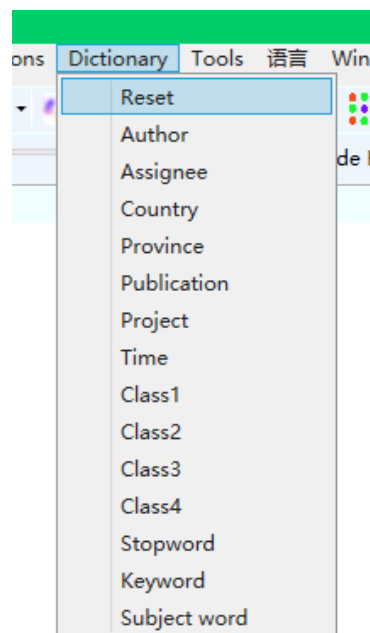 ons Dictionary Tools 语言 Win
Reset
Author
de
Assignee
Country
Province
Publication
Project
Time
Class1
Class2
Class3
Class4
Stopword
Keyword
Subject word